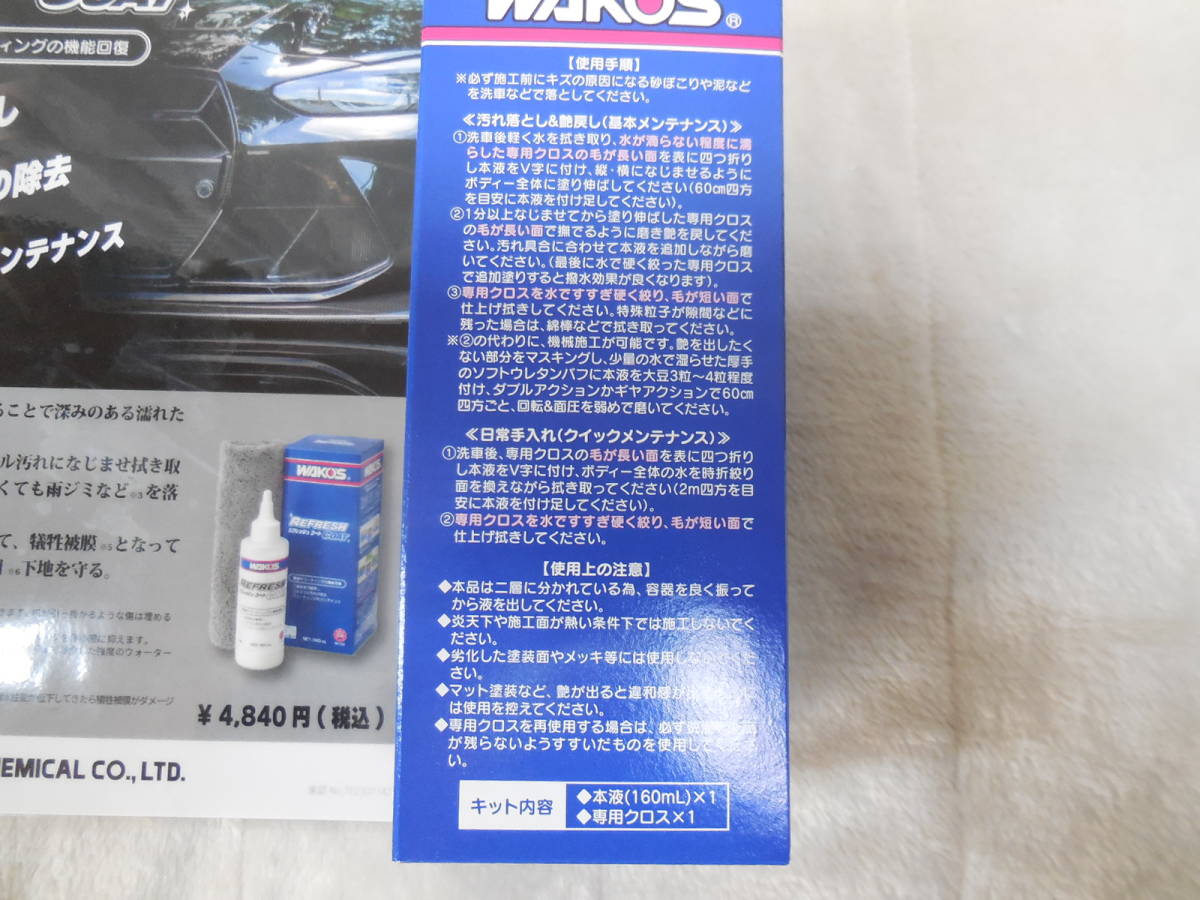 COAT
ィングの機能回復
の除去
ンテナンス
ることで深みのある濡れた
ル汚れになじませ拭き取
くても雨ジミなど※3を落
て、犠牲被膜※5となって
※6下地を守る。
WAKO'S
REFRESH
COAT
WAKO'S
REFRESH
¥4,840円(税込)
EMICAL CO., LTD.
WAKO'S®
【使用手順】
※必ず施工前にキズの原因になる砂ぼこりや泥など
を洗車などで落としてください。
≪汚れ落とし&艶戻し(基本メンテナンス)≫
①洗車後軽く水を拭き取り、水が滴らない程度に濡
らした専用クロスの毛が長い面を表に四つ折り
し本液をV字に付け、縦・横になじませるように
ボディー全体に塗り伸ばしてください(60㎝四方
を目安に本液を付け足してください)。
②1分以上なじませてから塗り伸ばした専用クロス
の毛が長い面で撫でるように磨き艶を戻してくだ
さい。汚れ具合に合わせて本液を追加しながら磨
いてください。(最後に水で硬く絞った専用クロス
で追加塗りすると撥水効果が良くなります)。
③専用クロスを水ですすぎ硬く絞り、毛が短い面で
仕上げ拭きしてください。特殊粒子が隙間などに
残った場合は、綿棒などで拭き取ってください。
※②の代わりに、機械施工が可能です。艶を出したく
ない部分をマスキングし、少量の水で湿らせた厚手
のソフトウレタンバフに本液を大豆3粒〜4粒程度
付け、ダブルアクションかギヤアクションで60㎝
四方ごと、回転&面圧を弱めで磨いてください。
≪日常手入れ(クイックメンテナンス)≫
①洗車後、専用クロスの毛が長い面を表に四つ折り
し本液をV字に付け、ボディー全体の水を時折絞り
面を換えながら拭き取ってください(2m四方を目
安に本液を付け足してください)。
②専用クロスを水ですすぎ硬く絞り、毛が短い面で
仕上げ拭きしてください。
【使用上の注意】
◆本品は二層に分かれている為、容器を良く振って
から液を出してください。
◆炎天下や施工面が熱い条件下では施工しないでく
ださい。
◆劣化した塗装面やメッキ等には使用しないでくだ
さい。
◆マット塗装など、艶が出ると違和感が
は使用を控えてください。
◆専用クロスを再使用する場合は、必ず
が残らないようすすいだものを使用してくださ
い。
キット内容
◆本液(160mL)×1
◆専用クロス×1